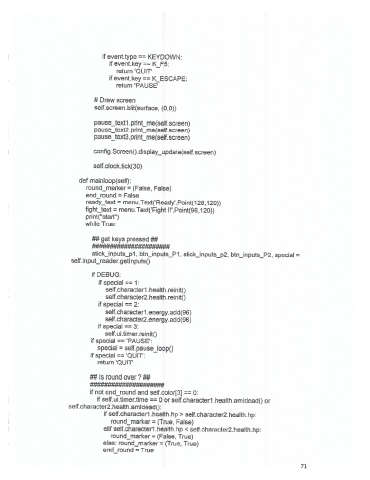 if event.type == KEYDOWN:
if event.key == K_F5:
return 'QUIT'
if event.key == K_ESCAPE:
return 'PAUSE'
# Draw screen
self.screen.blit(surface, (0,0))
pause_text1.print_me(self.screen)
pause_text2.print_me(self.screen)
pause_text3.print_me(self.screen)
config.Screen().display_update(self.screen)
self.clock.tick(30)
def mainloop(self):
round_marker = (False, False)
end_round = False
ready_text = menu.Text('Ready',Point(128,120))
fight_text = menu.Text('Fight !!',Point(96,120))
print("start")
while True:
## get keys pressed ##
######################
stick_inputs_p1, btn_inputs_P1, stick_inputs_p2, btn_inputs_P2, special =
self.input_reader.getInputs()
if DEBUG:
if special == 1:
self.character1.health.reinit()
self.character2.health.reinit()
if special == 2:
self.character1.energy.add(96)
self.character2.energy.add(96)
if special == 3:
self.ui.timer.reinit()
if special == 'PAUSE':
special = self.pause_loop()
if special == 'QUIT':
return 'QUIT'
## is round over ? ##
#####################
if not end_round and self.color[3] == 0:
if self.ui.timer.time == 0 or self.character1.health.amidead() or
self.character2.health.amidead():
if self.character1.health.hp > self.character2.health.hp:
round_marker = (True, False)
elif self.character1.health.hp < self.character2.health.hp:
round_marker = (False, True)
else: round_marker = (True, True)
end_round = True
71